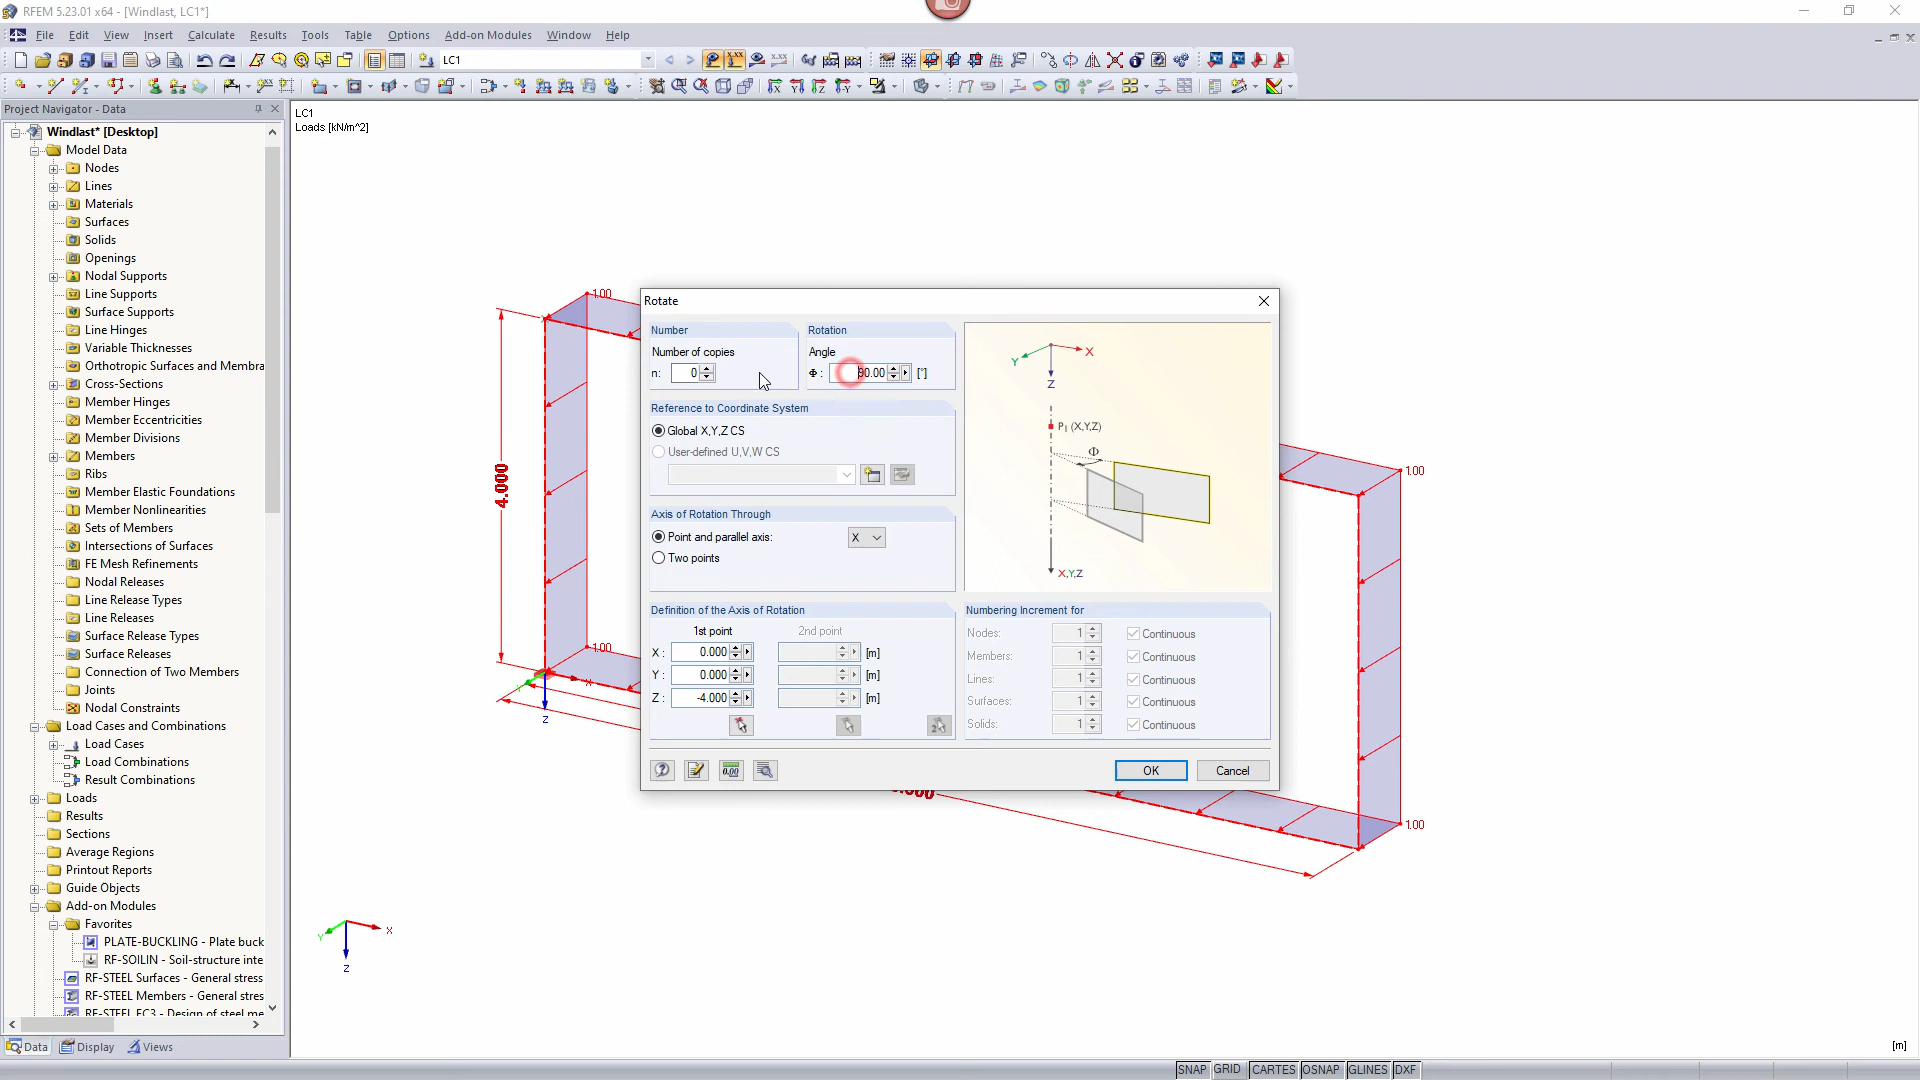 RFEM 5.23.01 x64 - [Windlast, LC1*]
File Edit View Insert Calculate Results Tools Table Options Add-on Modules Window Help
LC1
Project Navigator - Data
Windlast* [Desktop]
Model Data
Nodes
Lines
Materials
Surfaces
Solids
Openings
Nodal Supports
Line Supports
Surface Supports
Line Hinges
Variable Thicknesses
Orthotropic Surfaces and Membra
Cross-Sections
Member Hinges
Member Eccentricities
Member Divisions
Members
Ribs
Member Elastic Foundations
Member Nonlinearities
Sets of Members
Intersections of Surfaces
FE Mesh Refinements
Nodal Releases
Line Release Types
Line Releases
Surface Release Types
Surface Releases
Connection of Two Members
Joints
Nodal Constraints
Load Cases and Combinations
Load Cases
Load Combinations
Result Combinations
Loads
Results
Sections
Average Regions
Printout Reports
Guide Objects
Add-on Modules
Favorites
PLATE-BUCKLING - Plate buck
RF-SOILIN - Soil-structure inte
RF-STEEL Surfaces - General stress
RF-STEEL Members - General stres
RF-STEEL EC3 - Design of steel me
Data Display Views
LC1
Loads [kN/m^2]
1.00
4.000
1.00
X
Y
Z
1.00
1.00
X
Y
Z
Rotate
Number
Number of copies
n: 0
Rotation
Angle
Φ : 90.00 [°]
Reference to Coordinate System
Global X,Y,Z CS
User-defined U,V,W CS
Axis of Rotation Through
Point and parallel axis: X
Two points
Definition of the Axis of Rotation
1st point 2nd point
X : 0.000 [m]
Y : 0.000 [m]
Z : -4.000 [m]
Y X
Z
P₁ (X,Y,Z)
Φ
X,Y,Z
Numbering Increment for
Nodes: 1 Continuous
Members: 1 Continuous
Lines: 1 Continuous
Surfaces: 1 Continuous
Solids: 1 Continuous
OK Cancel
[m]
SNAP GRID CARTES OSNAP GLINES DXF